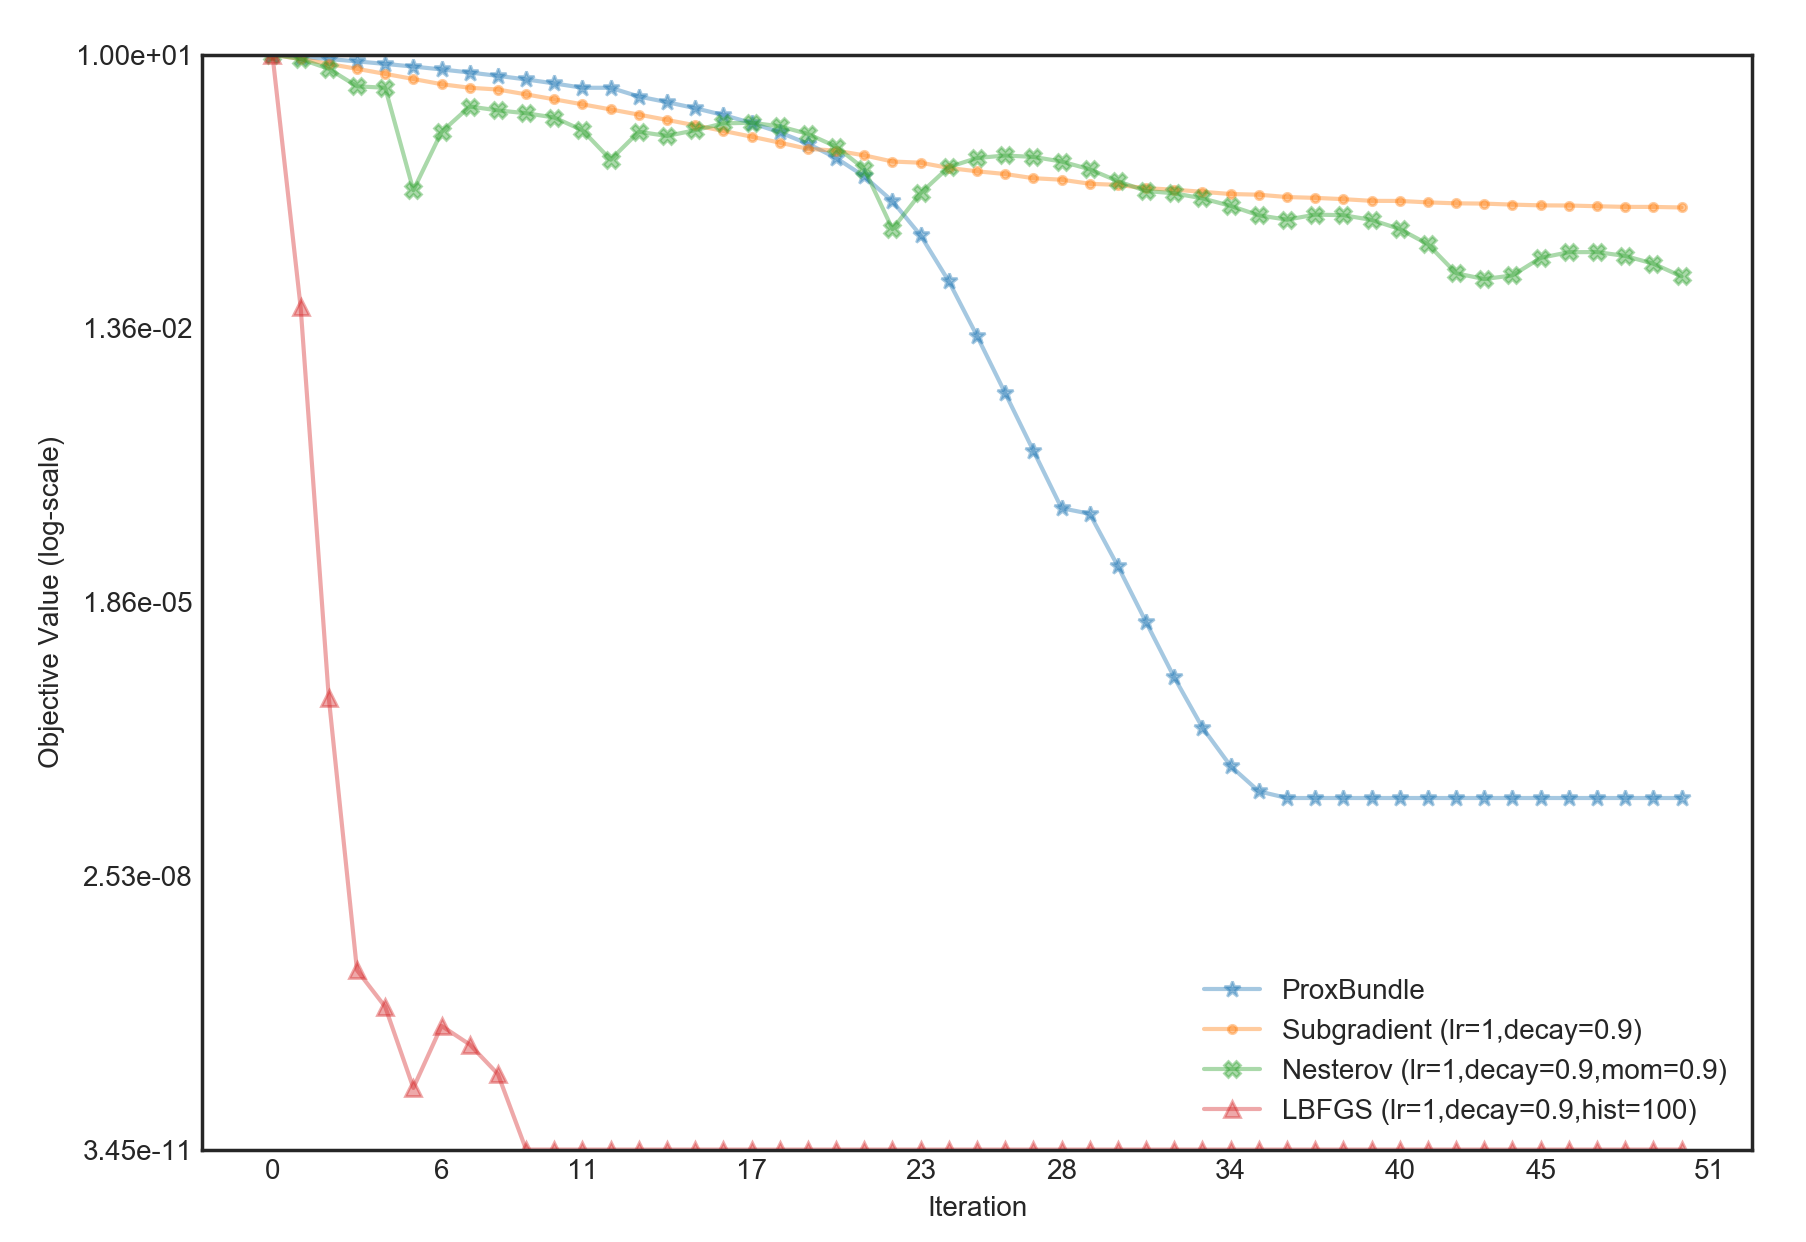 1.00e+01
1.36e-02
1.86e-05
2.53e-08
3.45e-11
Objective Value (log-scale)
ProxBundle
Subgradient (lr=1,decay=0.9)
Nesterov (lr=1,decay=0.9,mom=0.9)
LBFGS (lr=1,decay=0.9,hist=100)
0 6 11 17 23 28 34 40 45 51
Iteration